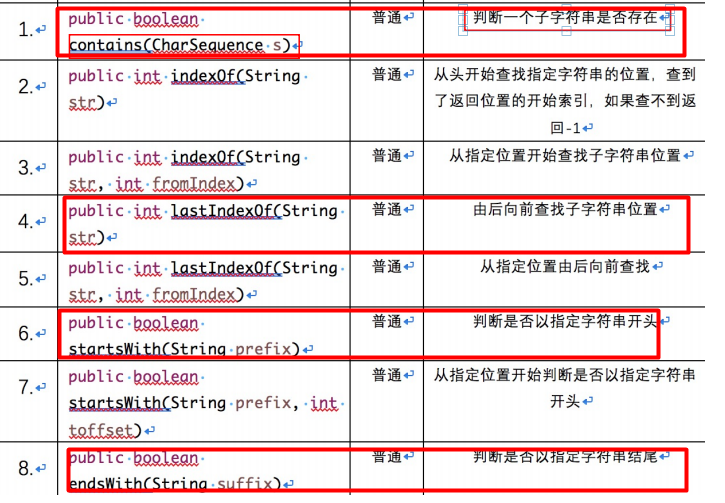 1. public boolean 普通 判断一个子字符串是否存在
contains(CharSequence s)
2. public int indexOf(String 普通 从头开始查找指定字符串的位置，查到
str) 了返回位置的开始索引，如果查不到返
回-1
3. public int indexOf(String 普通 从指定位置开始查找子字符串位置
str, int fromIndex)
4. public int lastIndexOf(String 普通 由后向前查找子字符串位置
str)
5. public int lastIndexOf(String 普通 从指定位置由后向前查找
str, int fromIndex)
6. public boolean 普通 判断是否以指定字符串开头
startsWith(String prefix)
7. public boolean 普通 从指定位置开始判断是否以指定字符串
startsWith(String prefix, int 开头
toffset)
8. public boolean 普通 判断是否以指定字符串结尾
endsWith(String suffix)